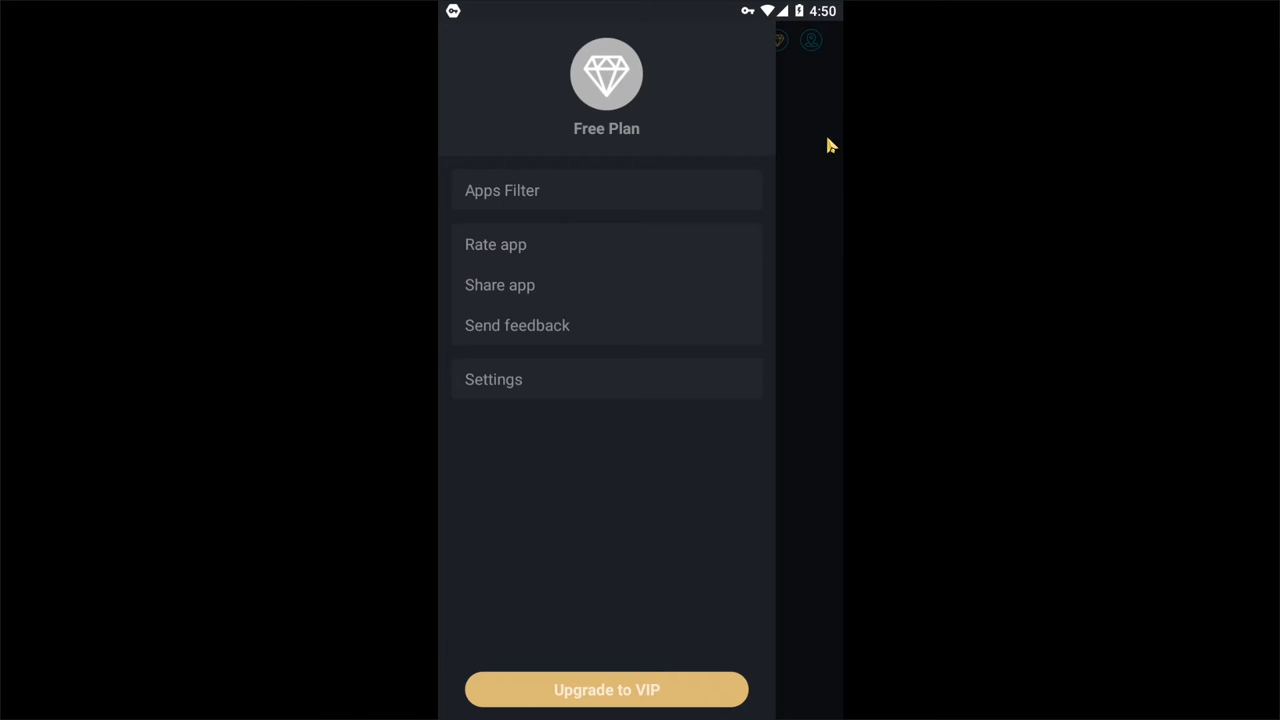 4:50
Free Plan
Apps Filter
Rate app
Share app
Send feedback
Settings
Upgrade to VIP